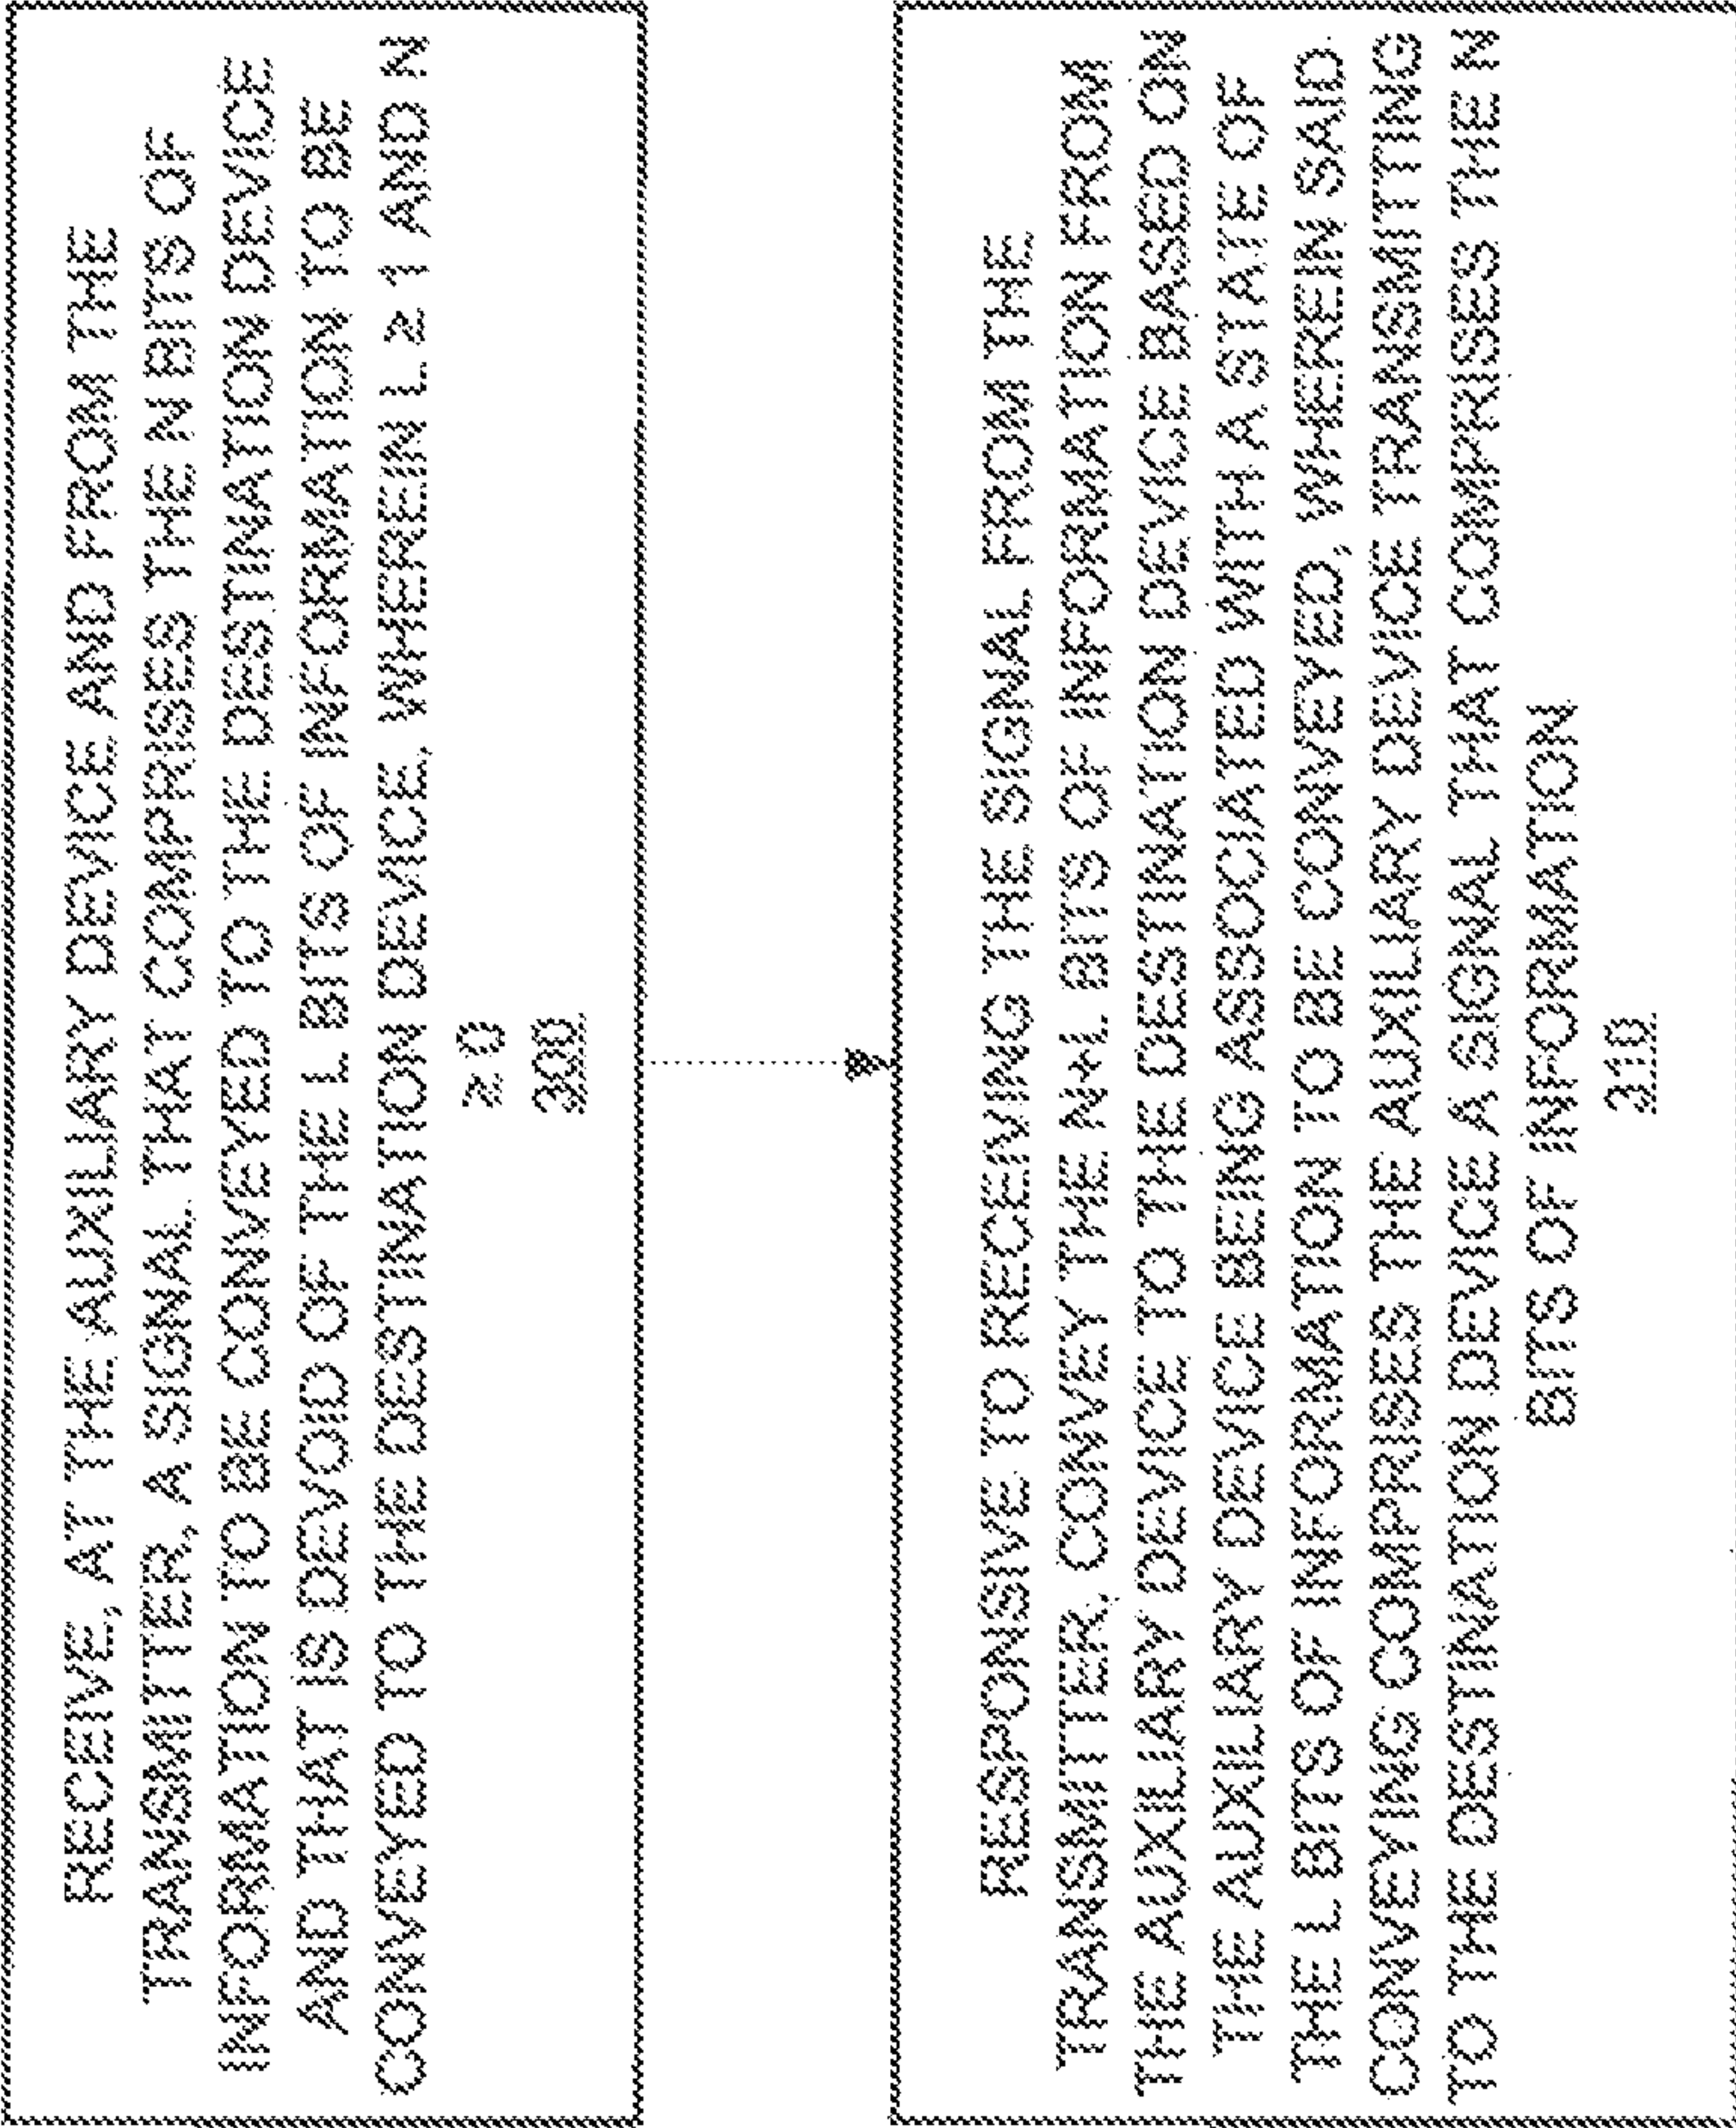 RECEIVE, AT THE AUXILIARY DEVICE AND FROM THE
TRANSMITTER, A SIGNAL THAT COMPRISES THE N BITS OF
INFORMATION TO BE CONVEYED TO THE DESTINATION DEVICE
AND THAT IS DEVOID OF THE L BITS OF INFORMATION TO BE
CONVEYED TO THE DESTINATION DEVICE, WHEREIN L ≥ 1 AND N
≥ 0
300
RESPONSIVE TO RECEIVING THE SIGNAL FROM THE
TRANSMITTER, CONVEY THE N+L BITS OF INFORMATION FROM
THE AUXILIARY DEVICE TO THE DESTINATION DEVICE BASED ON
THE AUXILIARY DEVICE BEING ASSOCIATED WITH A STATE OF
THE L BITS OF INFORMATION TO BE CONVEYED, WHEREIN SAID
CONVEYING COMPRISES THE AUXILIARY DEVICE TRANSMITTING
TO THE DESTINATION DEVICE A SIGNAL THAT COMPRISES THE N
BITS OF INFORMATION
310